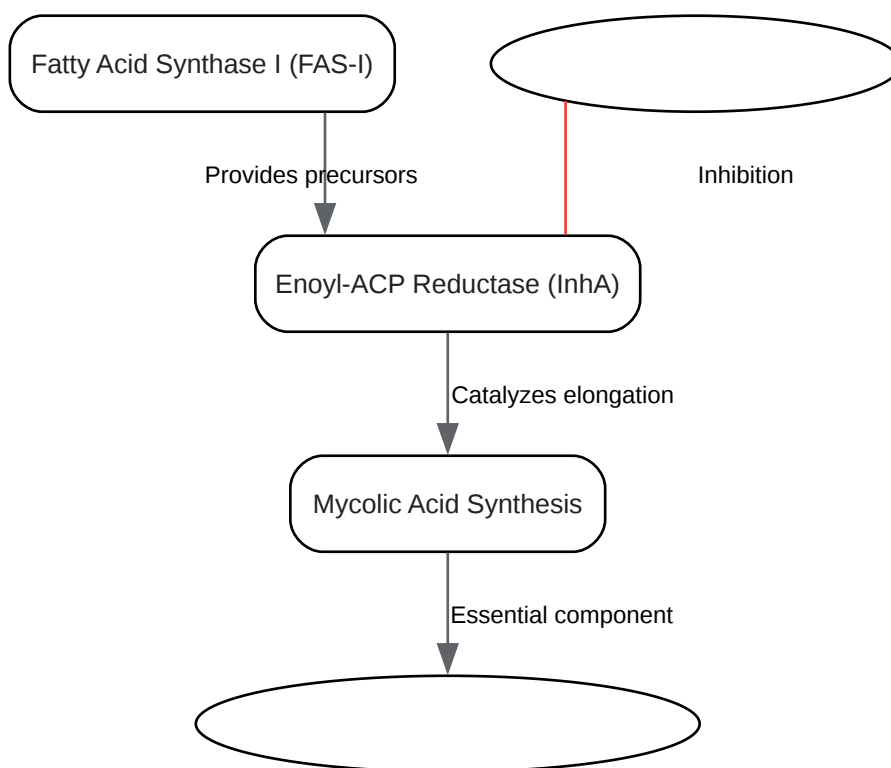 Fatty Acid Synthase I (FAS-I)
Provides precursors
Inhibition
Enoyl-ACP Reductase (InhA)
Catalyzes elongation
Mycolic Acid Synthesis
Essential component